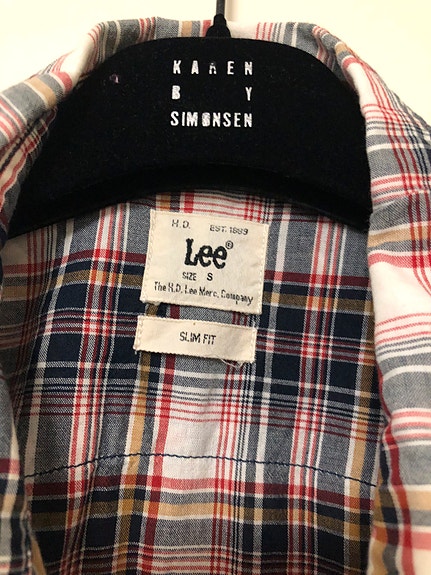 KAREN
BY
SIMONSEN
H.D. EST. 1889
Lee®
SIZE S
The H.D. Lee Merc. Company
SLIM FIT